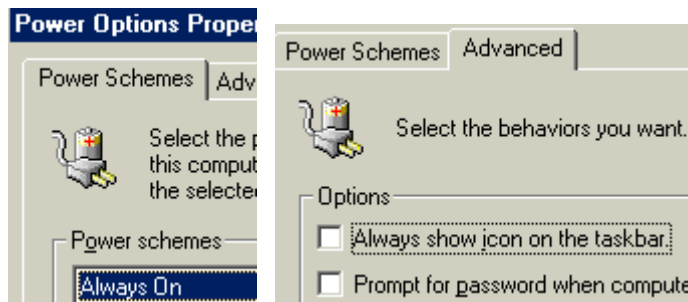 Power Options Proper
Power Schemes Adv
Select the p
this comput
the selected
Power schemes
Always On
Power Schemes Advanced
Select the behaviors you want.
Options
Always show icon on the taskbar.
Prompt for password when compute